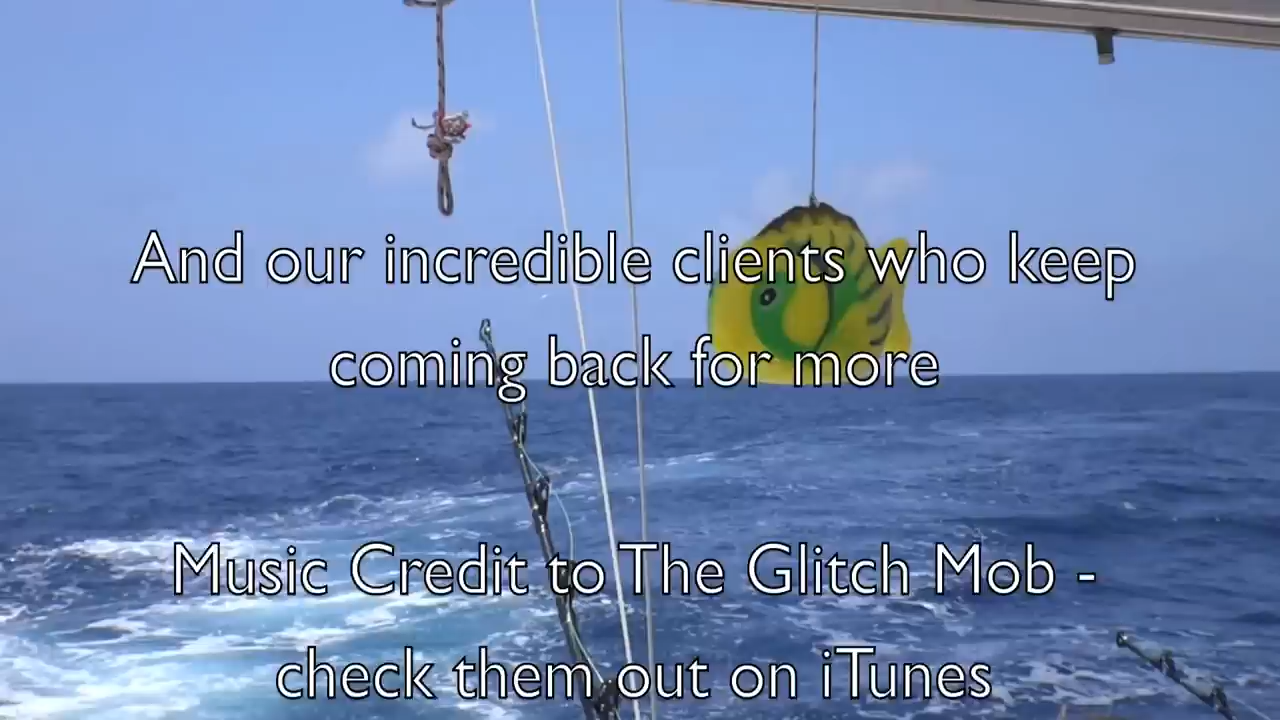 And our incredible clients who keep
coming back for more
Music Credit to The Glitch Mob -
check them out on iTunes